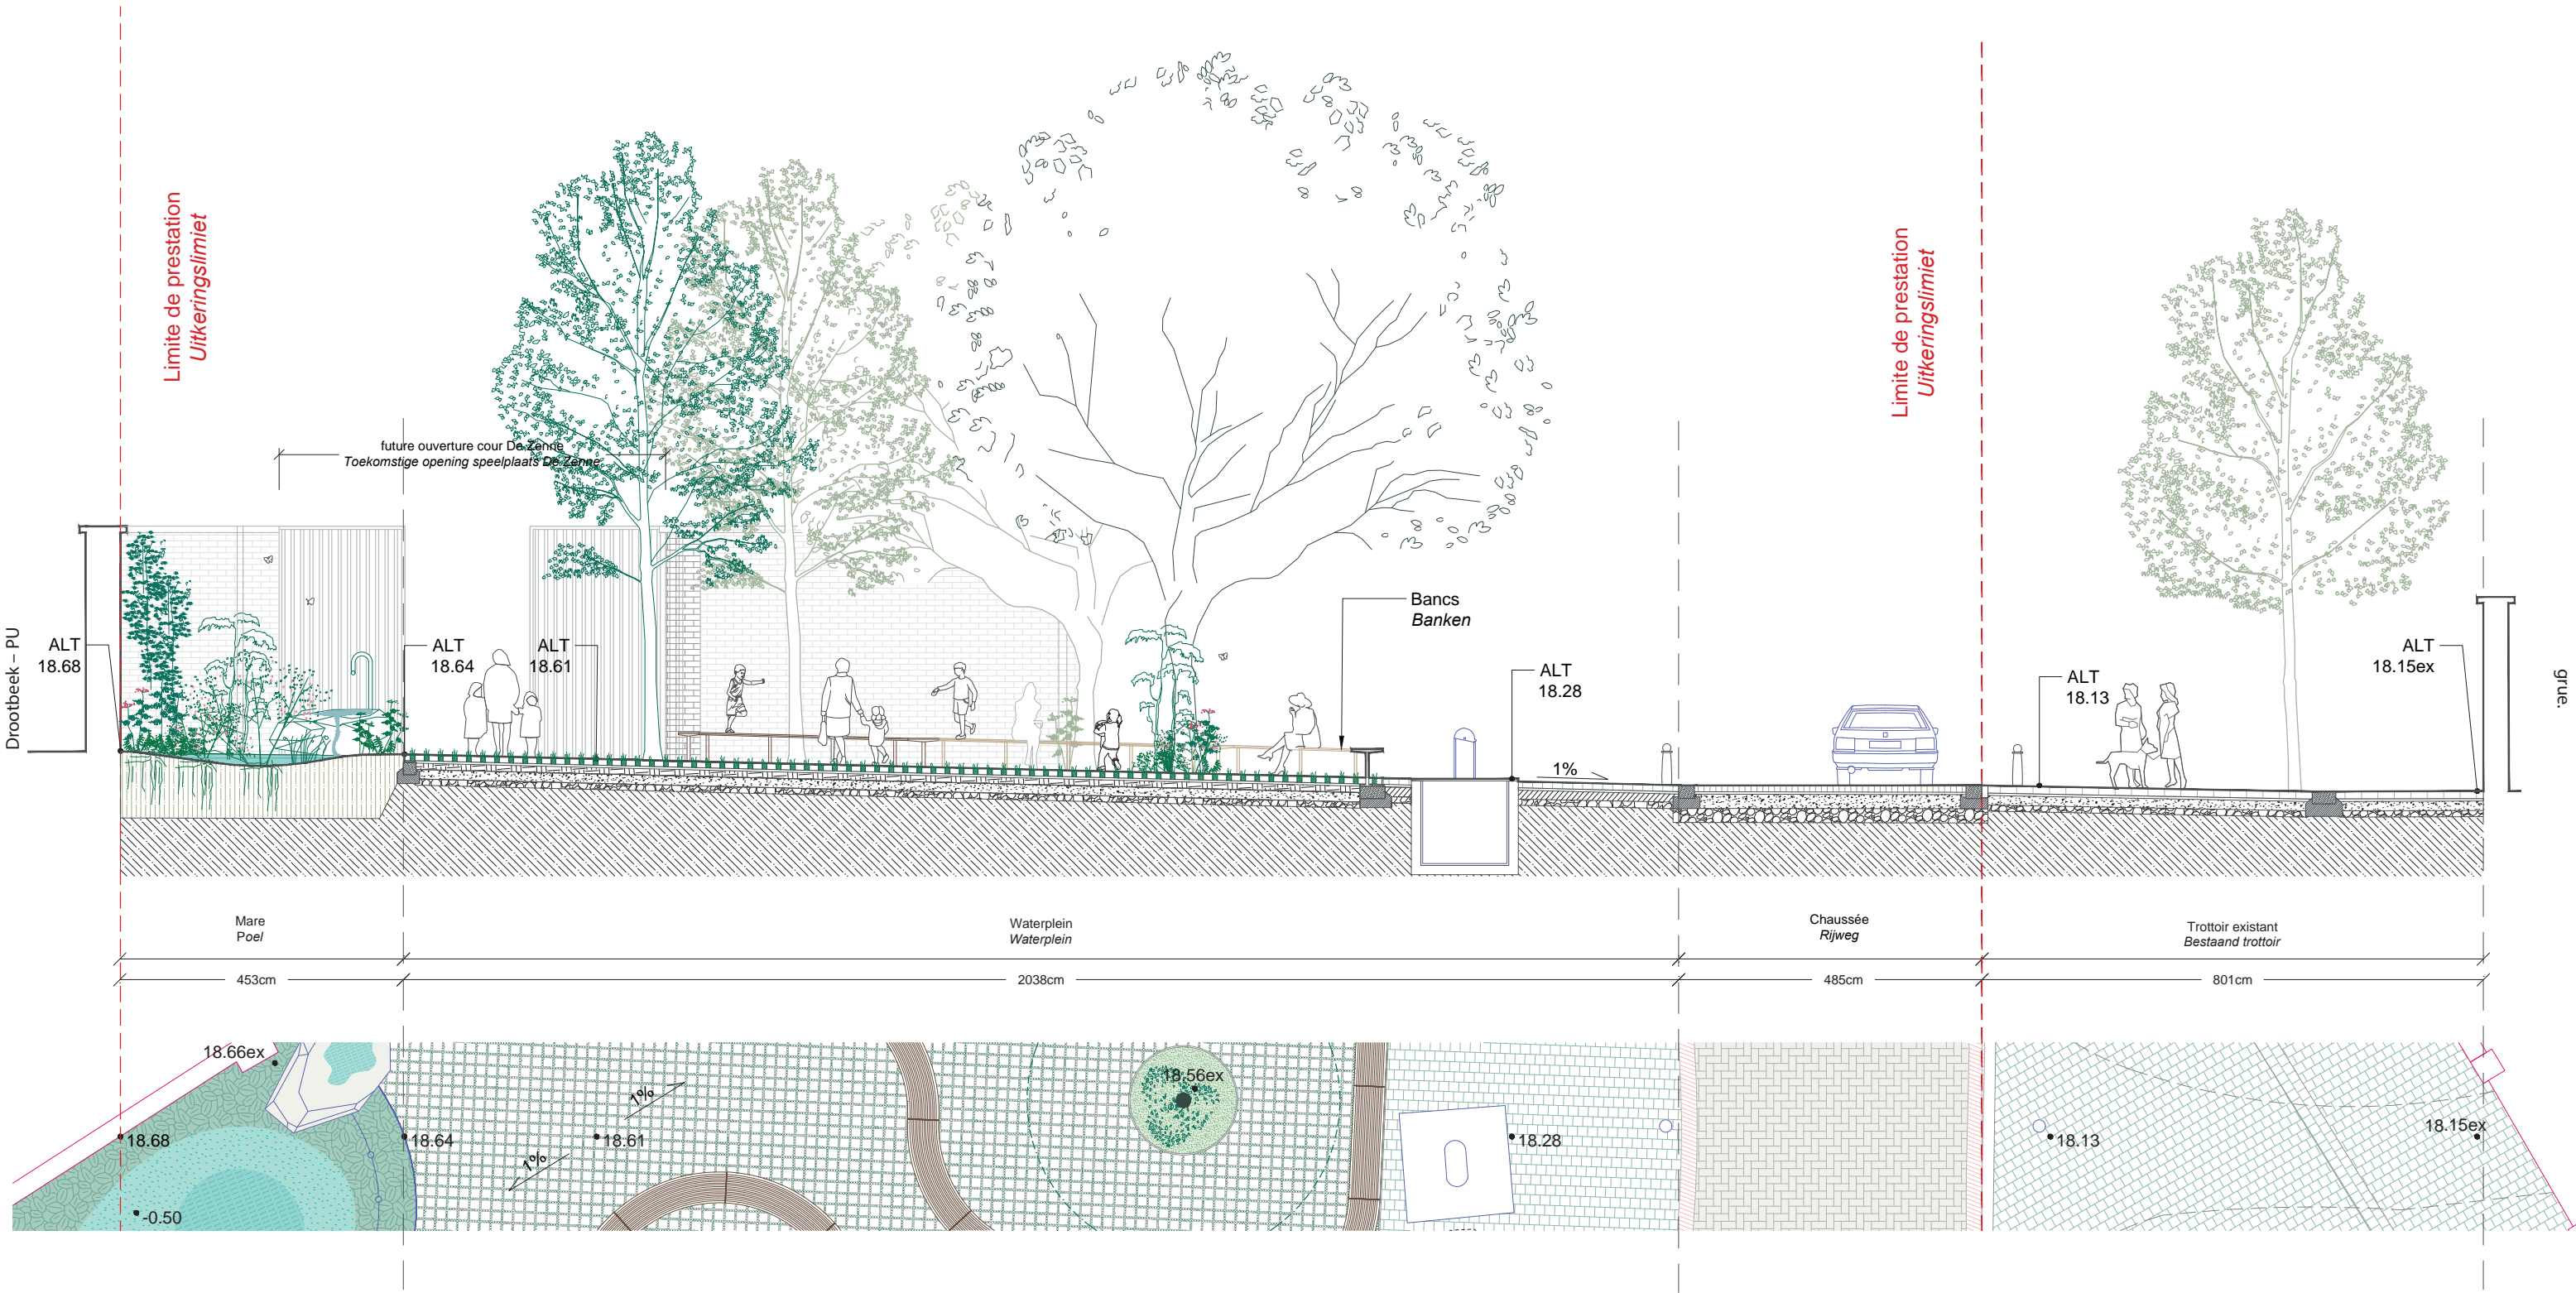 Limite de prestation
Uitkeringslimiet
Limite de prestation
Uitkeringslimiet
future ouverture cour De Zenne
Toekomstige opening speelplaats De Zenne
Drootbeek – PU
ALT
18.68
ALT
18.64
ALT
18.61
Bancs
Banken
ALT
18.28
1%
ALT
18.13
ALT
18.15ex
grue.
Mare
Poel
Waterplein
Waterplein
Chaussée
Rijweg
Trottoir existant
Bestaand trottoir
453cm
2038cm
485cm
801cm
18.66ex
18.68
-0.50
18.64
1%
1%
18.61
18.56ex
18.28
18.13
18.15ex